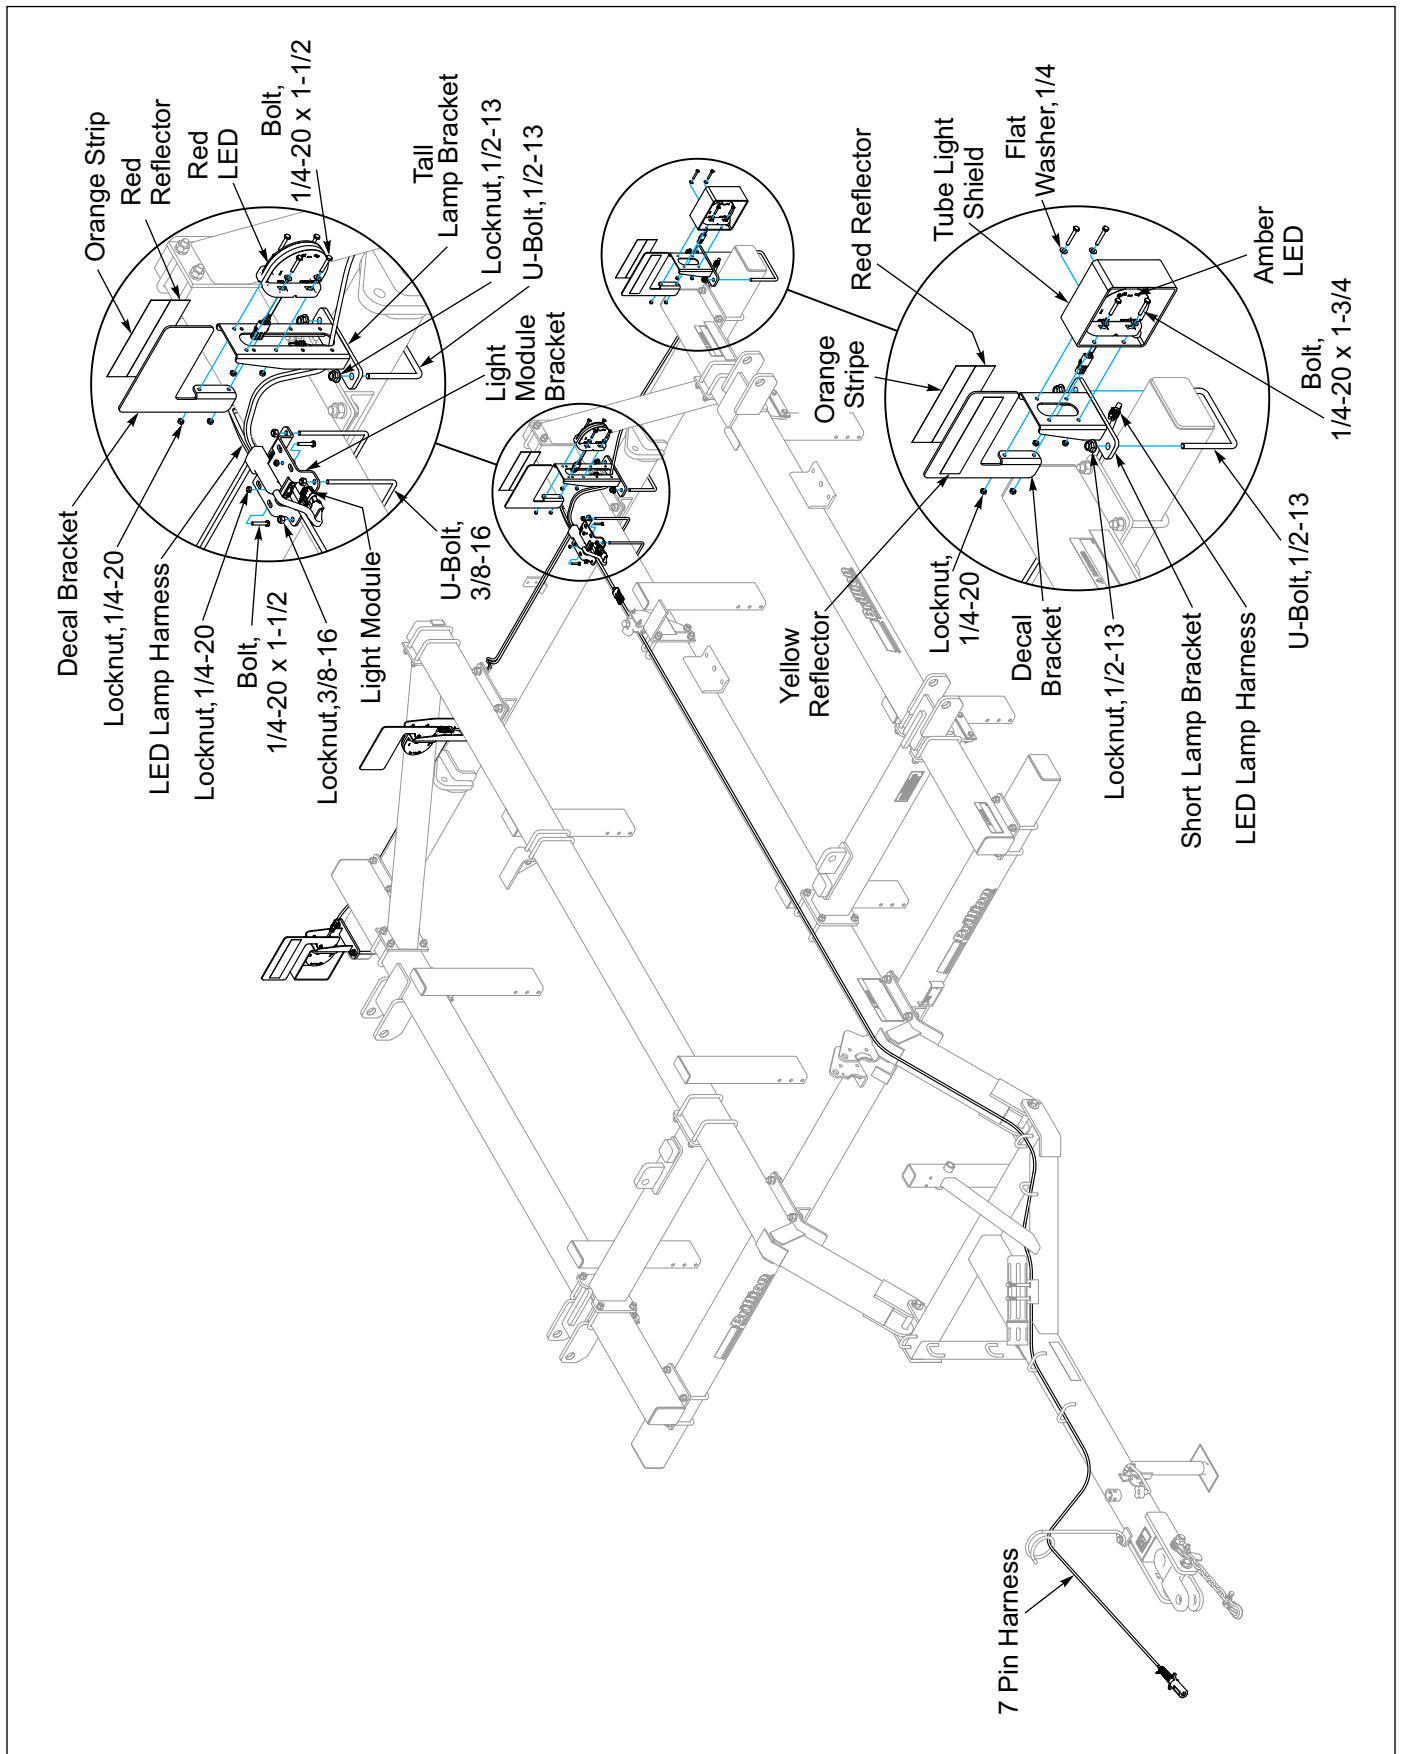 Orange Strip
Red
Reflector
Red
LED
Bolt,
1/4-20 x 1-1/2
Tall
Lamp Bracket
Locknut,1/2-13
U-Bolt,1/2-13
Light
Module
Bracket
Decal Bracket
Locknut,1/4-20
LED Lamp Harness
Locknut,1/4-20
Bolt,
1/4-20 x 1-1/2
Locknut,3/8-16
Light Module
U-Bolt,
3/8-16
Red Reflector
Orange
Stripe
Tube Light
Shield
Flat
Washer,1/4
Amber
LED
Bolt,
1/4-20 x 1-3/4
Yellow
Reflector
Locknut,
1/4-20
Decal
Bracket
Locknut,1/2-13
Short Lamp Bracket
LED Lamp Harness
U-Bolt,1/2-13
7 Pin Harness
Brillion
Brillion
Brillion